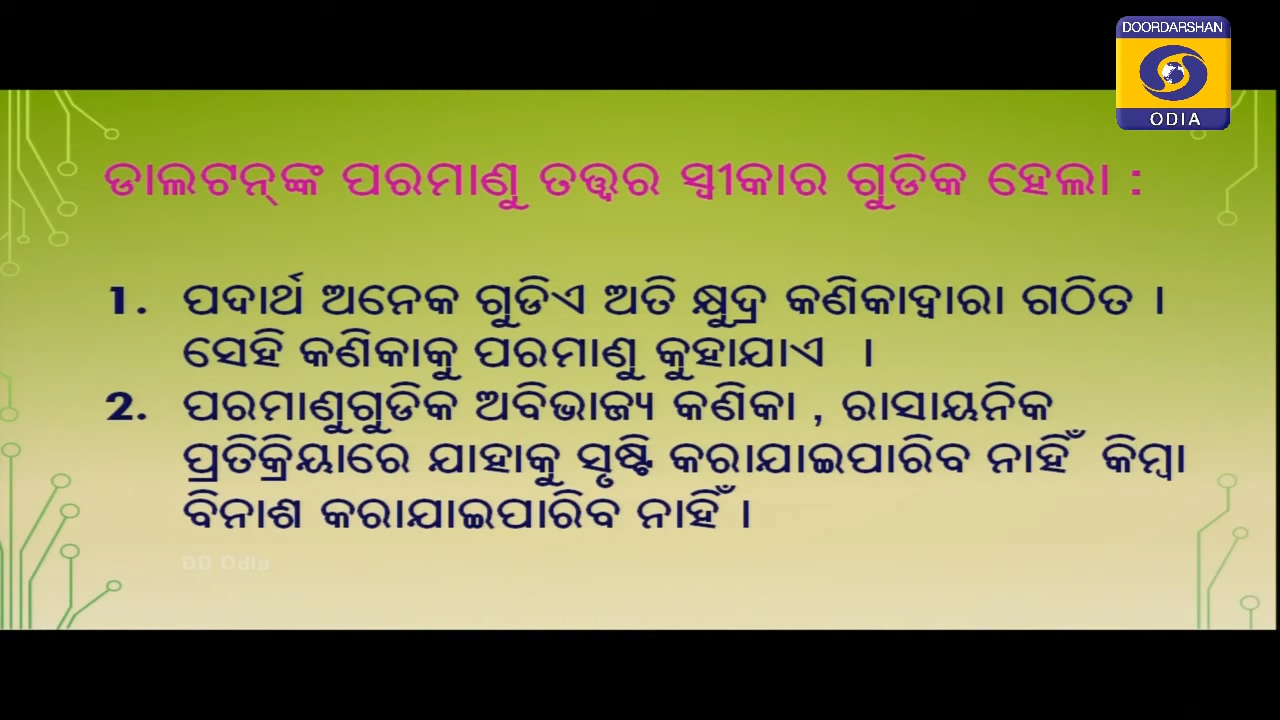 DOORDARSHAN
ODIA
ଡାଲଟନ୍‌ଙ୍କ ପରମାଣୁ ତତ୍ତ୍ୱର ସ୍ୱୀକାର ଗୁଡିକ ହେଲା :
1. ପଦାର୍ଥ ଅନେକ ଗୁଡିଏ ଅତି କ୍ଷୁଦ୍ର କଣିକାଦ୍ୱାରା ଗଠିତ ।
ସେହି କଣିକାକୁ ପରମାଣୁ କୁହାଯାଏ ।
2. ପରମାଣୁଗୁଡିକ ଅବିଭାଜ୍ୟ କଣିକା , ରାସାୟନିକ
ପ୍ରତିକ୍ରିୟାରେ ଯାହାକୁ ସୃଷ୍ଟି କରାଯାଇପାରିବ ନାହିଁ କିମ୍ବା
ବିନାଶ କରାଯାଇପାରିବ ନାହିଁ ।
DD Odia